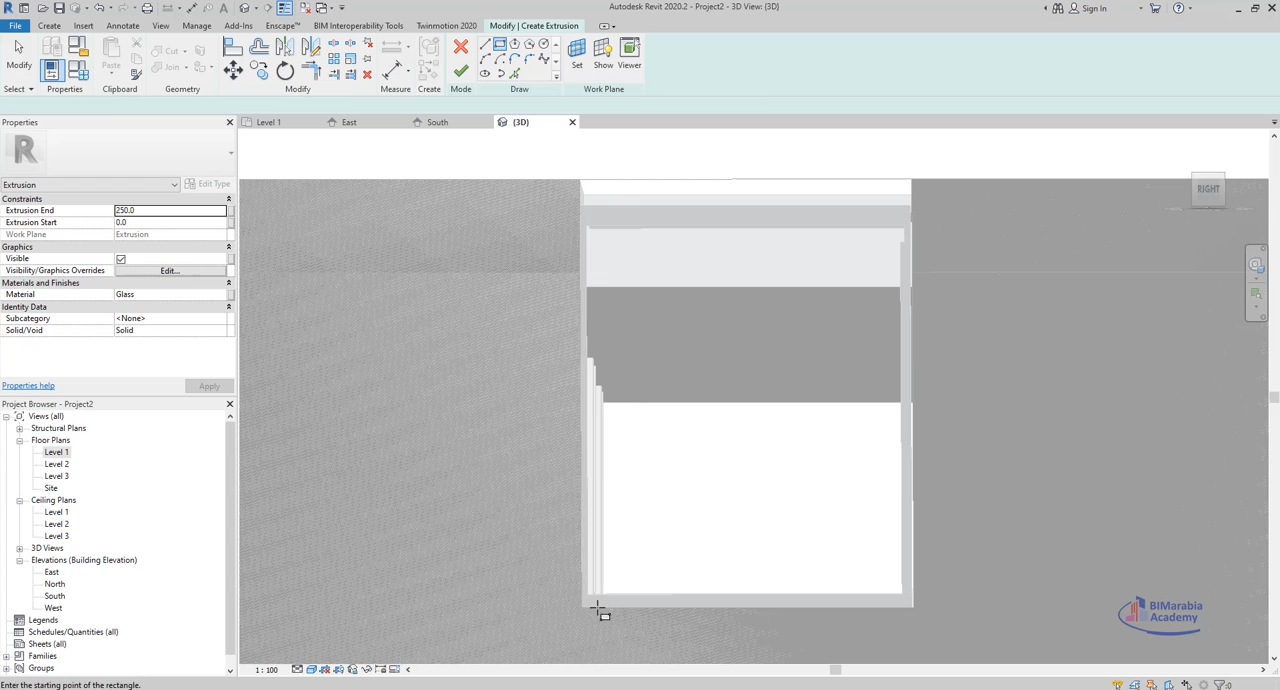 Autodesk Revit 2020.2 - 3D View: {3D}
Sign In
File Create Insert Annotate View Manage Add-Ins Enscape™ BIM Interoperability Tools Twinmotion 2020 Modify | Create Extrusion
Modify Paste Cut Join Create Set Show Viewer
Select Properties Clipboard Geometry Modify Measure Create Mode Draw Work Plane
Properties
Level 1 East South {3D}
R
RIGHT
Extrusion Edit Type
Constraints
Extrusion End 250.0
Extrusion Start 0.0
Work Plane Extrusion
Graphics
Visible
Visibility/Graphics Overrides Edit...
Materials and Finishes
Material Glass
Identity Data
Subcategory <None>
Solid/Void Solid
Properties help Apply
Project Browser - Project2
Views (all)
Structural Plans
Floor Plans
Level 1
Level 2
Level 3
Site
Ceiling Plans
Level 1
Level 2
Level 3
3D Views
Elevations (Building Elevation)
East
North
South
West
Legends
Schedules/Quantities (all)
Sheets (all)
Families
Groups
BIMarabia
Academy
1 : 100
Enter the starting point of the rectangle.
:0